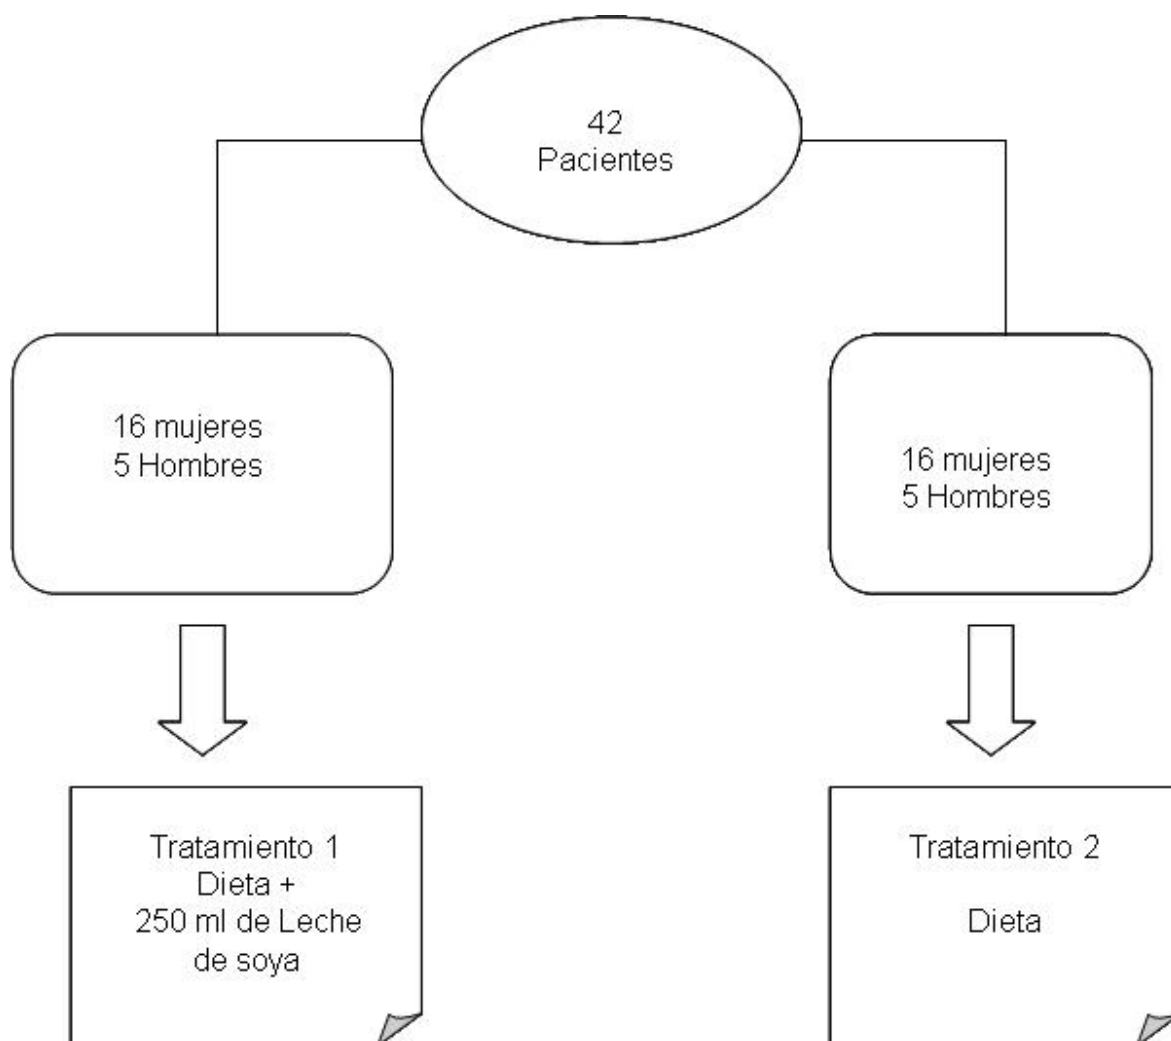 42
Pacientes
16 mujeres
5 Hombres
16 mujeres
5 Hombres
Tratamiento 1
Dieta +
250 ml de Leche
de soya
Tratamiento 2
Dieta